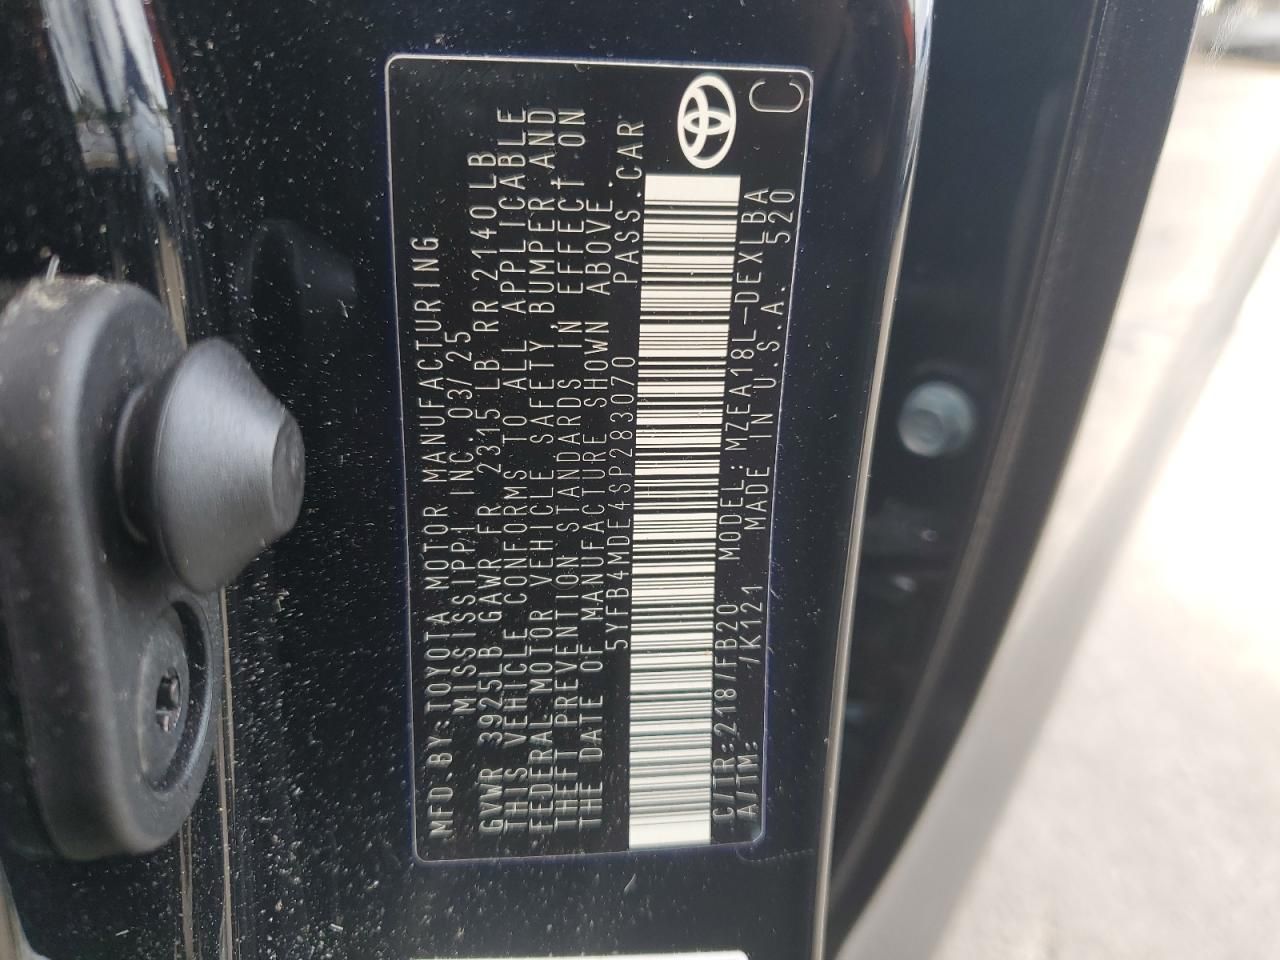 MFD.BY:TOYOTA MOTOR MANUFACTURING
MISSISSIPPI INC. 03/25
GVWR 3925LB GAWR FR 2315LB RR 2140LB
THIS VEHICLE CONFORMS TO ALL APPLICABLE
FEDERAL MOTOR VEHICLE SAFETY, BUMPER, AND
THEFT PREVENTION STANDARDS IN EFFECT ON
THE DATE OF MANUFACTURE SHOWN ABOVE.
5YFB4MDE4SP283070 PASS.CAR
C/TR:218/FB20 MODEL:MZEA18L-DEXLBA
A/TM: /K121 MADE IN U.S.A. 520
C